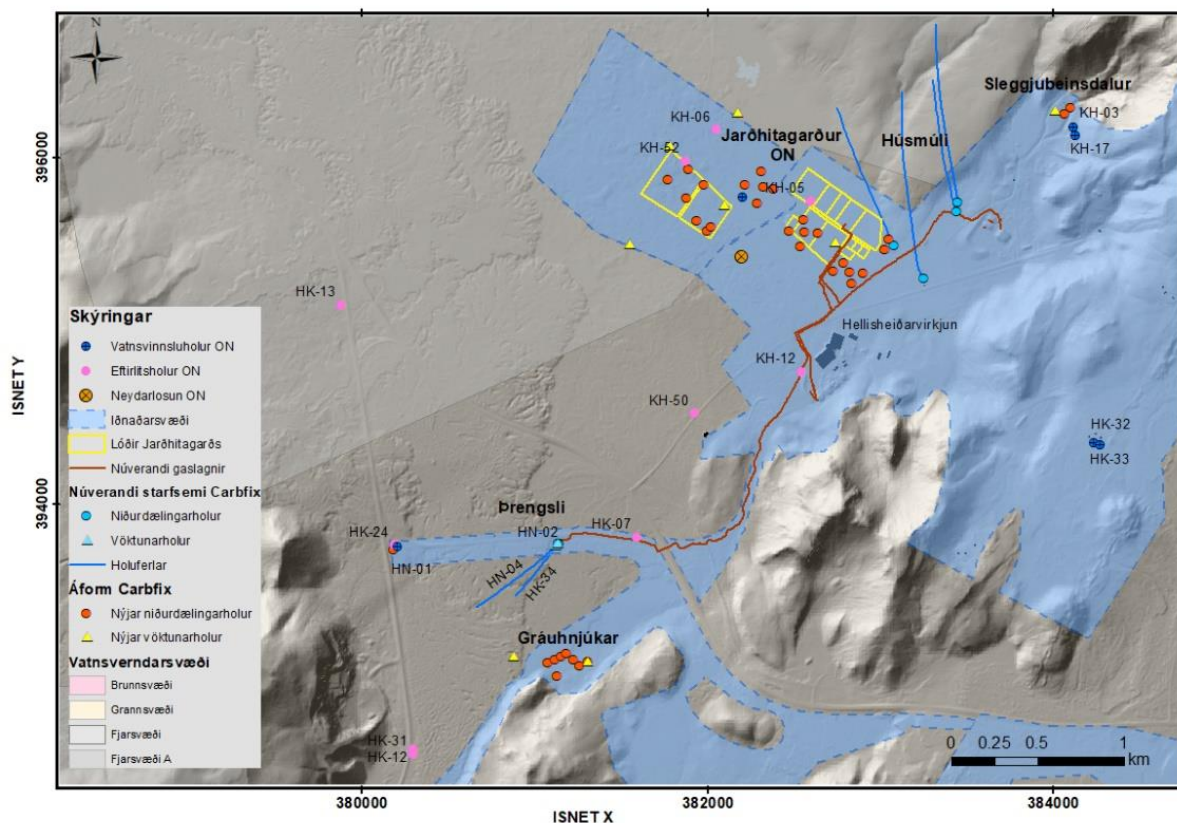 N
Sleggjubeinsdalur
KH-03
KH-17
KH-06
Jarðhitagarður
ON
Húsmúli
KH-52
KH-05
396000
HK-13
Hellisheiðarvirkjun
KH-12
KH-50
HK-32
HK-33
394000
ISNET Y
Þrengsli
HN-02
HK-07
HK-24
HN-01
HN-04
HK-34
Gráuhnjúkar
HK-31
HK-12
Skýringar
Vatnsvinnsluholur ON
Eftirlitsholur ON
Neydarlosun ON
Iðnaðarsvæði
Lóðir Jarðhitagarðs
Núverandi gaslagnir
Núverandi starfsemi Carbfix
Niðurdælingarholur
Vöktunarholur
Holuferlar
Áform Carbfix
Nýjar niðurdælingarholur
Nýjar vöktunarholur
Vatnsverndarsvæði
Brunnsvæði
Grannsvæði
Fjarsvæði
Fjarsvæði A
0 0.25 0.5 1
km
380000 382000 384000
ISNET X